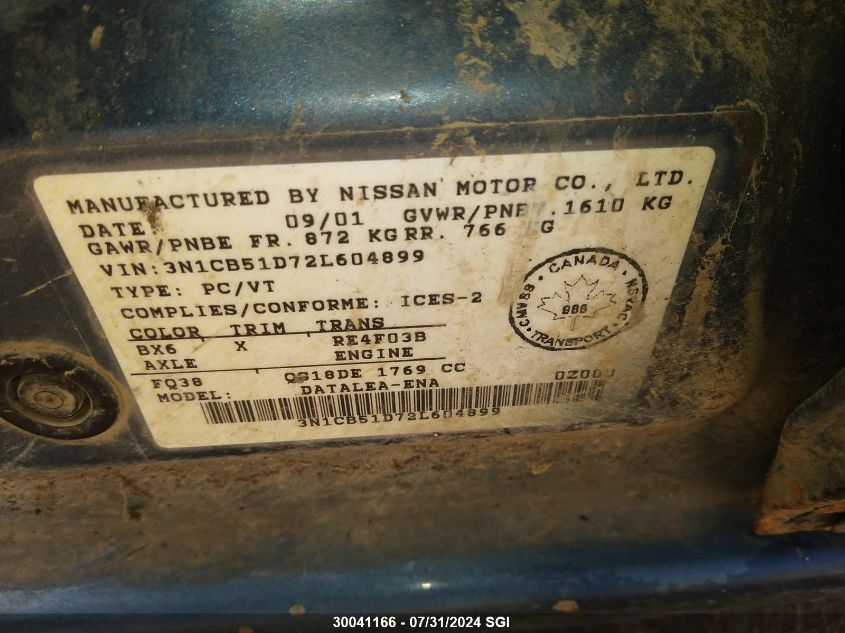 MANUFACTURED BY NISSAN MOTOR CO., LTD.
DATE: 09/01 GVWR/PNBV 1610 KG
GAWR/PNBE FR. 872 KG RR. 766 KG
VIN:3N1CB51D72L604899
TYPE: PC/VT
COMPLIES/CONFORME: ICES-2
COLOR TRIM TRANS
BX6 X RE4F03B
AXLE ENGINE
FQ38 QG18DE 1769 CC
MODEL: DATALEA-ENA
3N1CB51D72L604899
CANADA
TRANSPORT
30041166 - 07/31/2024 SGI